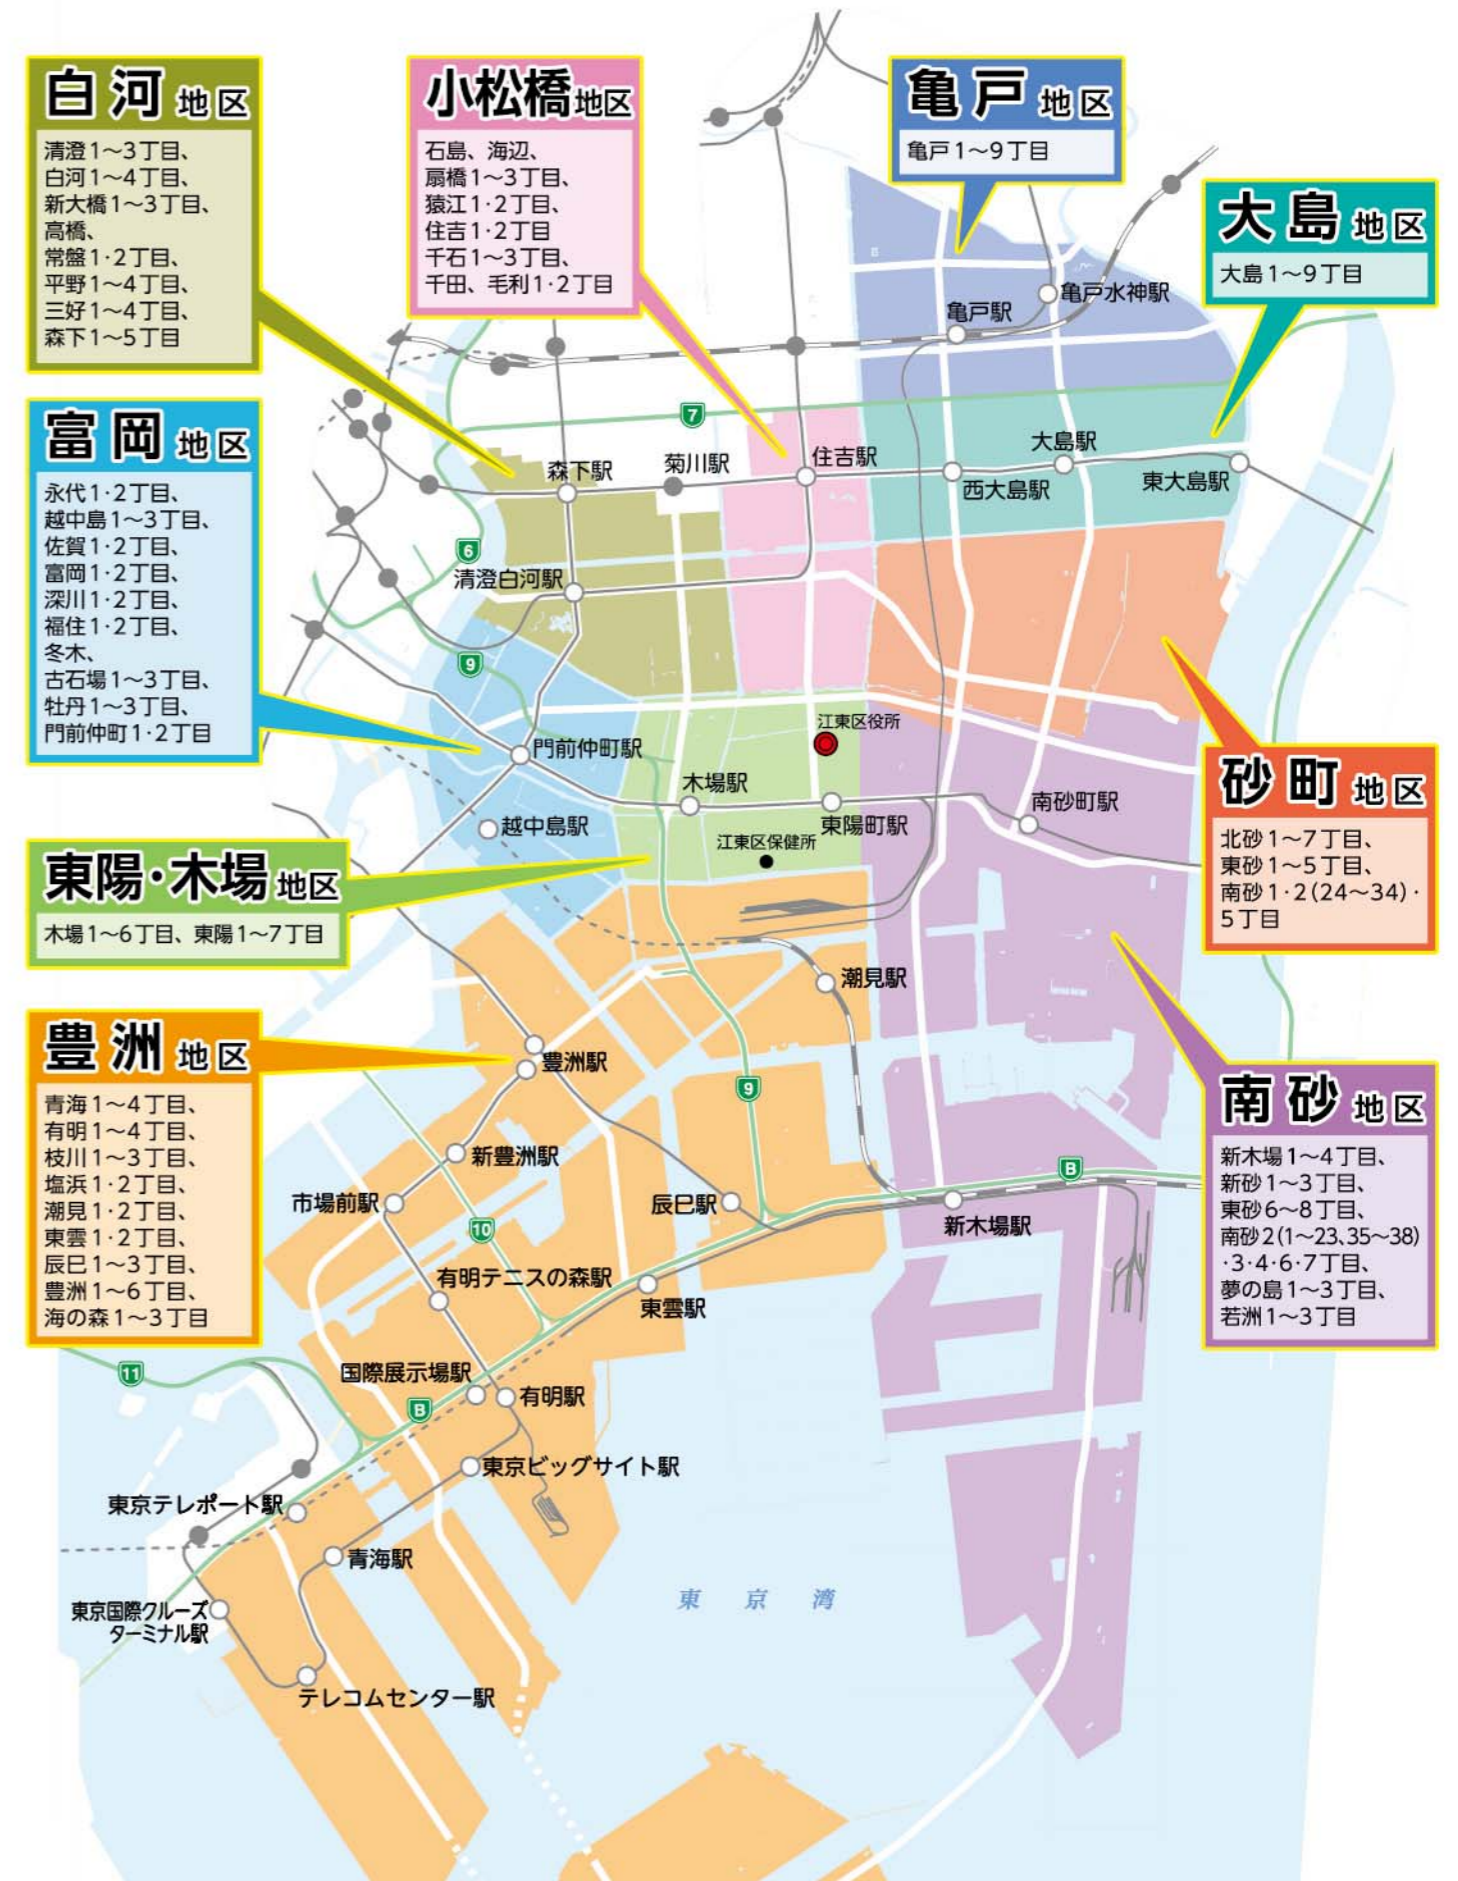 白河地区
清澄1～3丁目、
白河1～4丁目、
新大橋1～3丁目、
高橋、
常盤1·2丁目、
平野1～4丁目、
三好1～4丁目、
森下1～5丁目
小松橋地区
石島、海辺、
扇橋1～3丁目、
猿江1·2丁目、
住吉1·2丁目
千石1～3丁目、
千田、毛利1·2丁目
亀戸地区
亀戸1～9丁目
大島地区
大島1～9丁目
富岡地区
永代1·2丁目、
越中島1～3丁目、
佐賀1·2丁目、
富岡1·2丁目、
深川1·2丁目、
福住1·2丁目、
冬木、
古石場1～3丁目、
牡丹1～3丁目、
門前仲町1·2丁目
東陽·木場地区
木場1～6丁目、東陽1～7丁目
豊洲地区
青海1～4丁目、
有明1～4丁目、
枝川1～3丁目、
塩浜1·2丁目、
潮見1·2丁目、
東雲1·2丁目、
辰巳1～3丁目、
豊洲1～6丁目、
海の森1～3丁目
砂町地区
北砂1～7丁目、
東砂1～5丁目、
南砂1·2(24～34)·
5丁目
南砂地区
新木場1～4丁目、
新砂1～3丁目、
東砂6～8丁目、
南砂2(1～23、35～38)
·3·4·6·7丁目、
夢の島1～3丁目、
若洲1～3丁目
亀戸水神駅
亀戸駅
7
森下駅
菊川駅
住吉駅
大島駅
西大島駅
東大島駅
6
清澄白河駅
9
江東区役所
門前仲町駅
木場駅
南砂町駅
越中島駅
東陽町駅
江東区保健所
潮見駅
豊洲駅
9
新豊洲駅
B
市場前駅
辰巳駅
新木場駅
10
有明テニスの森駅
東雲駅
11
国際展示場駅
有明駅
B
東京ビッグサイト駅
東京テレポート駅
青海駅
東京国際クルーズ
ターミナル駅
東京湾
テレコムセンター駅